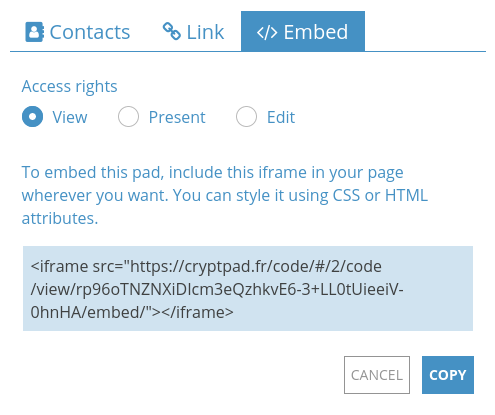 Contacts Link </> Embed
Access rights
View Present Edit
To embed this pad, include this iframe in your page
wherever you want. You can style it using CSS or HTML
attributes.
<iframe src="https://cryptpad.fr/code/#/2/code
/view/rp96oTNZNXiDIcm3eQzhkvE6-3+LL0tUieeiV-
0hnHA/embed/"></iframe>
CANCEL COPY